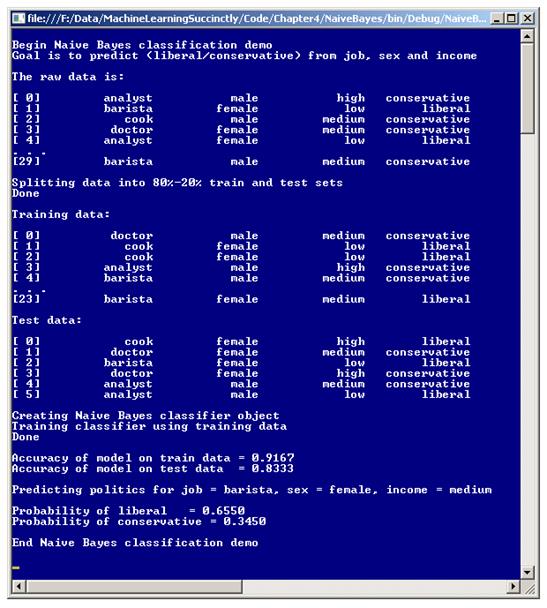 file:///F:/Data/MachineLearningSuccinctly/Code/Chapter4/NaiveBayes/bin/Debug/NaiveB...
Begin Naive Bayes classification demo
Goal is to predict (liberal/conservative) from job, sex and income
The raw data is:
[ 0] analyst male high conservative
[ 1] barista female low liberal
[ 2] cook male medium conservative
[ 3] doctor female medium conservative
[ 4] analyst female low liberal
. . .
[29] barista male medium conservative
Splitting data into 80%-20% train and test sets
Done
Training data:
[ 0] doctor male medium conservative
[ 1] cook female low liberal
[ 2] cook female low liberal
[ 3] analyst male high conservative
[ 4] barista male medium conservative
. . .
[23] barista female medium liberal
Test data:
[ 0] cook female high liberal
[ 1] doctor female medium conservative
[ 2] barista female low liberal
[ 3] doctor female high liberal
[ 4] analyst male medium conservative
[ 5] analyst male low liberal
Creating Naive Bayes classifier object
Training classifier using training data
Done
Accuracy of model on train data = 0.9167
Accuracy of model on test data = 0.8333
Predicting politics for job = barista, sex = female, income = medium
Probability of liberal = 0.6550
Probability of conservative = 0.3450
End Naive Bayes classification demo